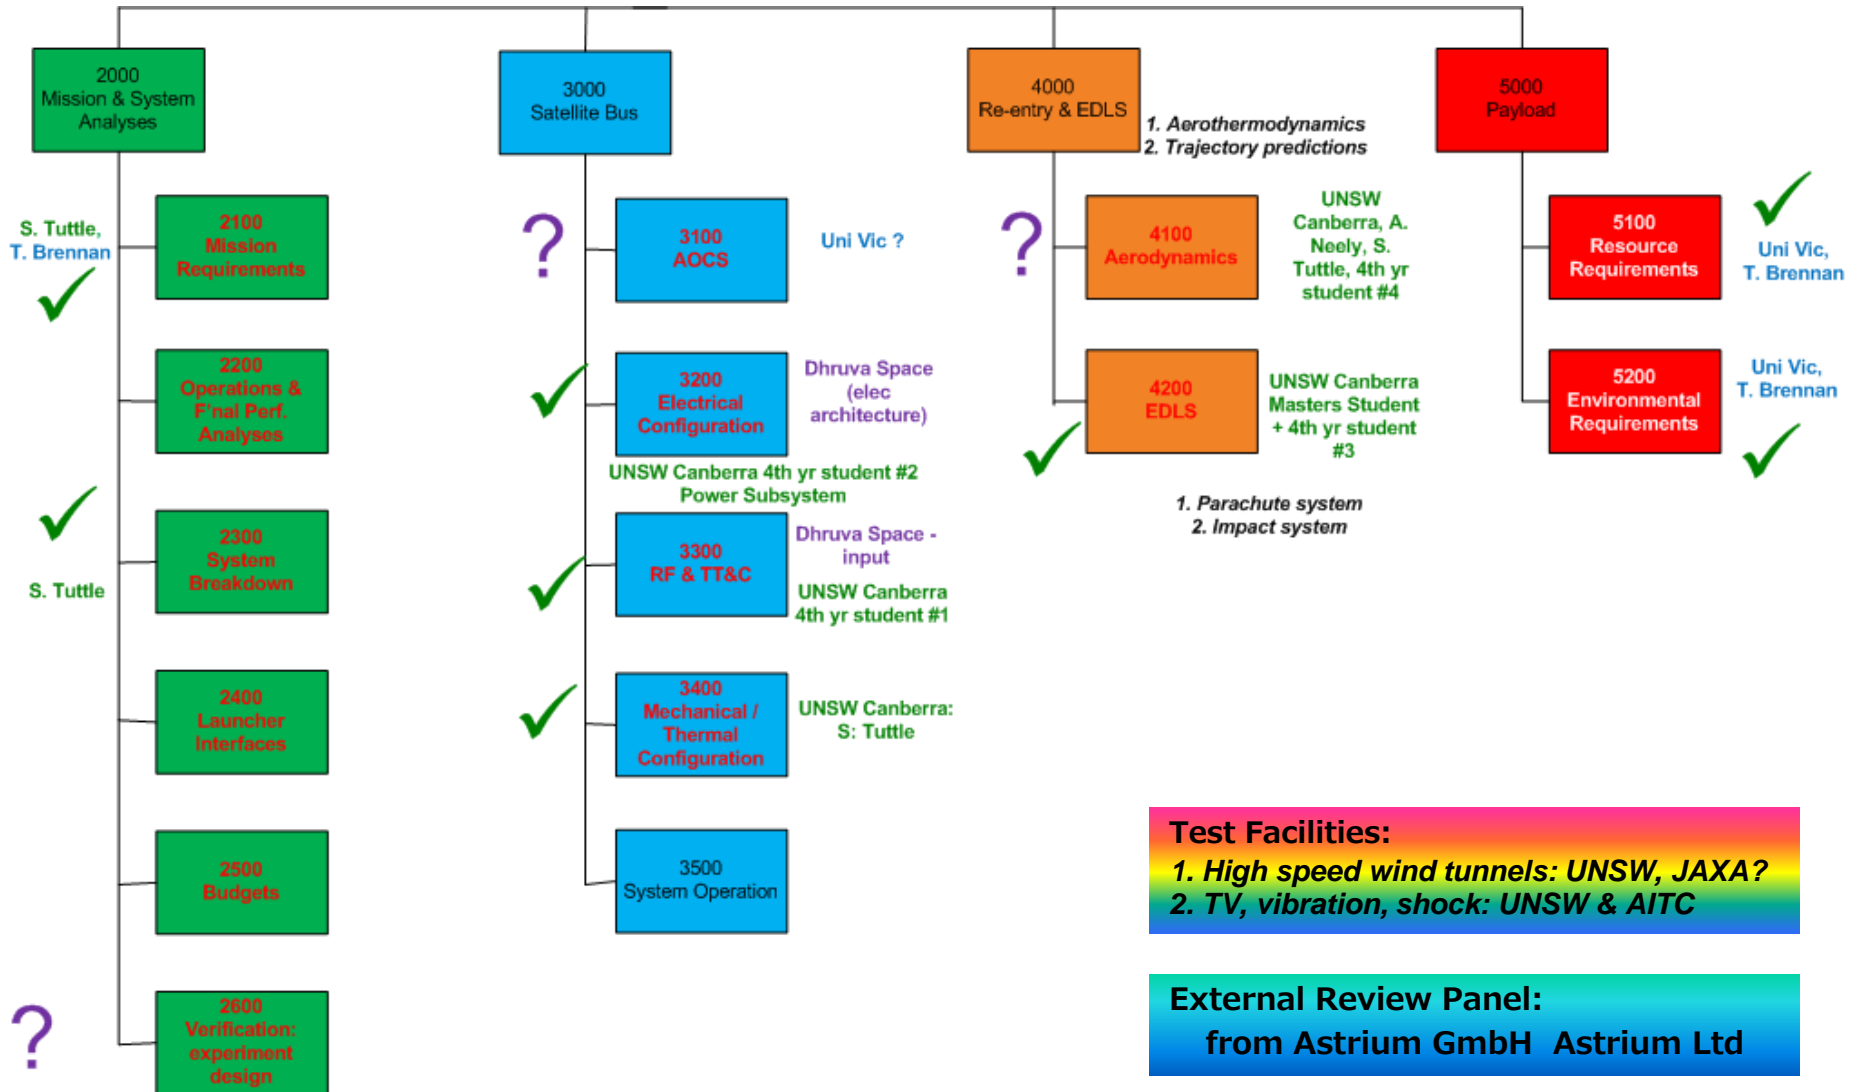 2000
Mission & System
Analyses
S. Tuttle,
T. Brennan
2100
Mission
Requirements
2200
Operations &
F'nal Perf.
Analyses
2300
System
Breakdown
S. Tuttle
2400
Launcher
Interfaces
2500
Budgets
?
2600
Verification:
experiment
design
3000
Satellite Bus
?
3100
AOCS
Uni Vic ?
3200
Electrical
Configuration
Dhruva Space
(elec
architecture)
UNSW Canberra 4th yr student #2
Power Subsystem
3300
RF & TT&C
Dhruva Space -
input
UNSW Canberra
4th yr student #1
3400
Mechanical /
Thermal
Configuration
UNSW Canberra:
S: Tuttle
3500
System Operation
4000
Re-entry & EDLS
1. Aerothermodynamics
2. Trajectory predictions
?
4100
Aerodynamics
UNSW
Canberra, A.
Neely, S.
Tuttle, 4th yr
student #4
4200
EDLS
UNSW Canberra
Masters Student
+ 4th yr student
#3
1. Parachute system
2. Impact system
5000
Payload
5100
Resource
Requirements
Uni Vic,
T. Brennan
5200
Environmental
Requirements
Uni Vic,
T. Brennan
Test Facilities:
1. High speed wind tunnels: UNSW, JAXA?
2. TV, vibration, shock: UNSW & AITC
External Review Panel:
from Astrium GmbH Astrium Ltd